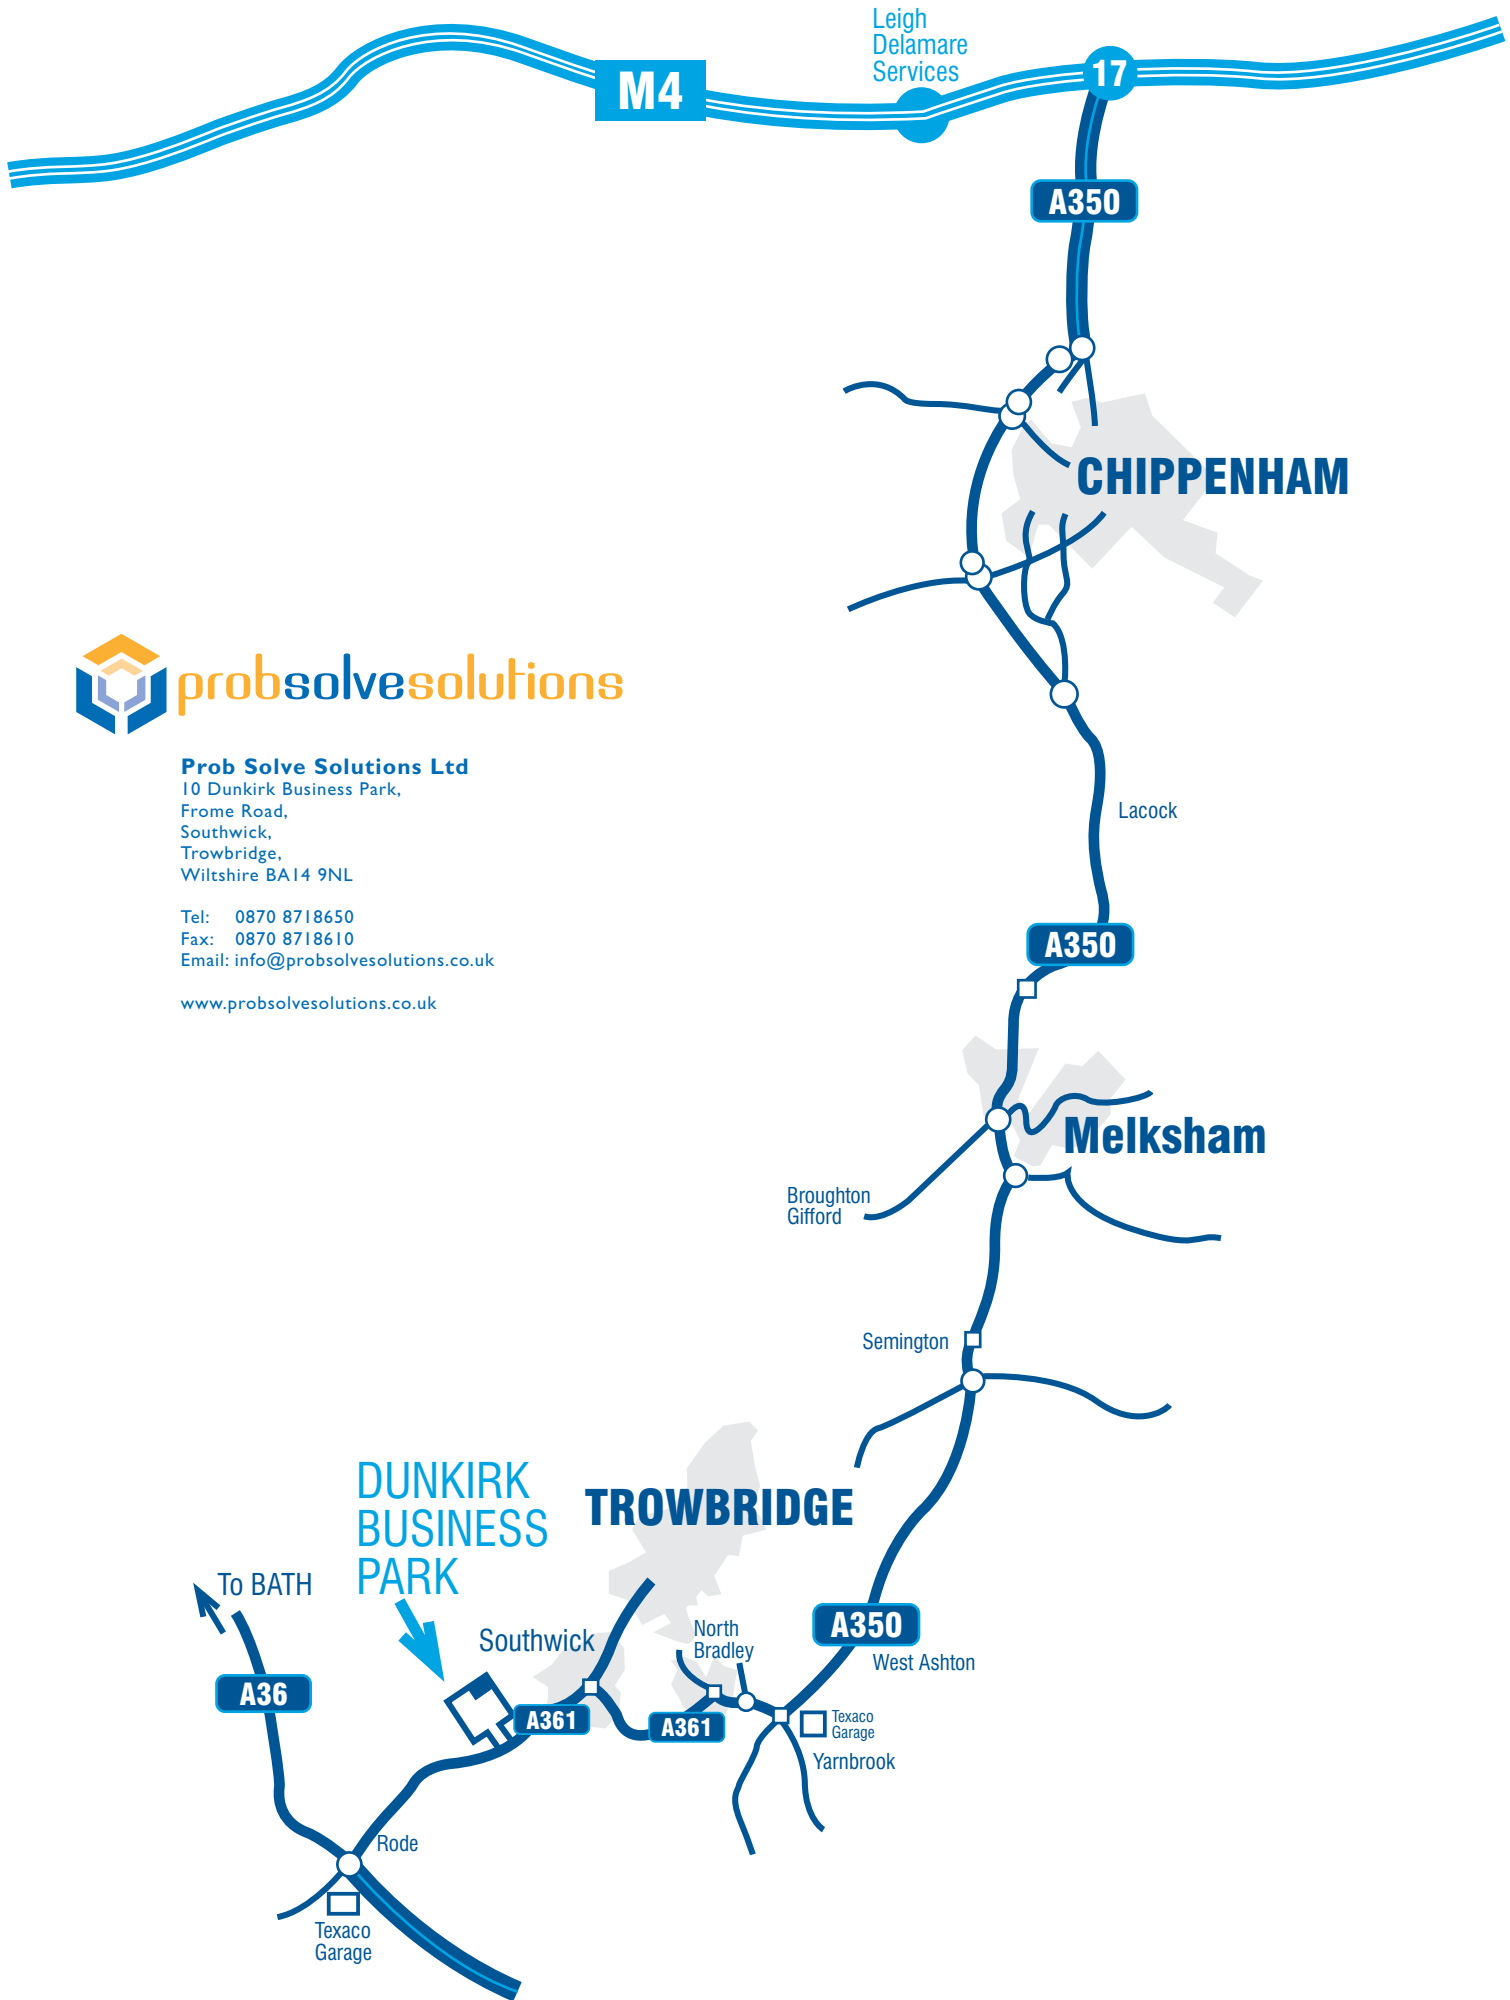 Leigh
Delamare
Services
17
M4
A350
CHIPPENHAM
probsolvesolutions
Prob Solve Solutions Ltd
10 Dunkirk Business Park,
Frome Road,
Southwick,
Trowbridge,
Wiltshire BA14 9NL
Tel: 0870 8718650
Fax: 0870 8718610
Email: info@probsolvesolutions.co.uk
www.probsolvesolutions.co.uk
Lacock
A350
Melksham
Broughton
Gifford
Semington
DUNKIRK
BUSINESS
PARK
TROWBRIDGE
To BATH
Southwick
North
Bradley
A350
West Ashton
A36
A361
A361
Texaco
Garage
Yarnbrook
Rode
Texaco
Garage